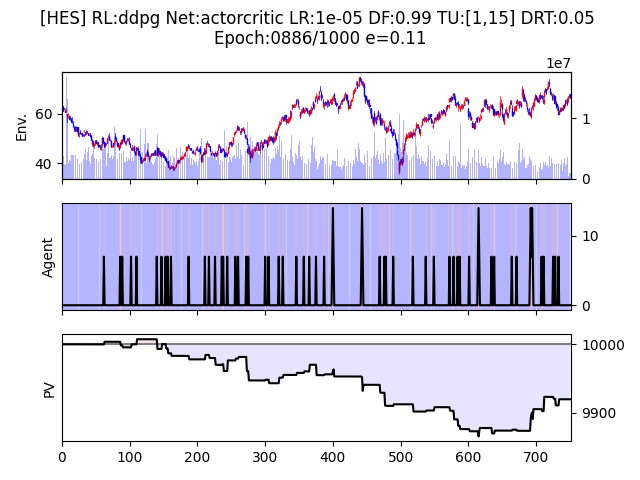 [HES] RL:ddpg Net:actorcritic LR:1e-05 DF:0.99 TU:[1,15] DRT:0.05
Epoch:0886/1000 e=0.11
1e7
Env.
60
40
1
0
Agent
10
0
PV
10000
9900
0 100 200 300 400 500 600 700